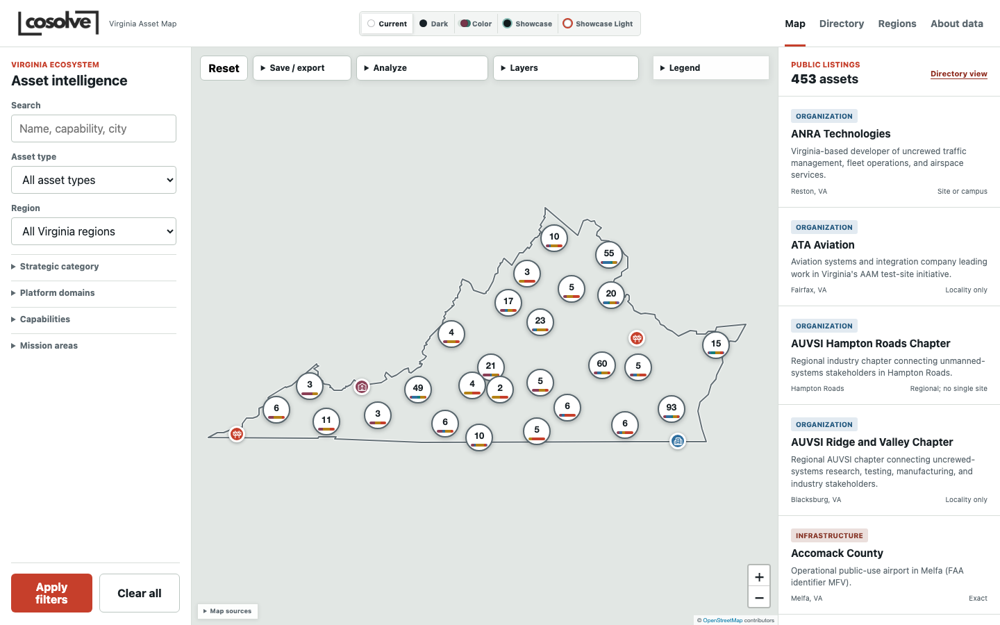 cosolve
Virginia Asset Map
Current
Dark
Color
Showcase
Showcase Light
Map
Directory
Regions
About data
VIRGINIA ECOSYSTEM
Asset intelligence
Search
Name, capability, city
Asset type
All asset types
Region
All Virginia regions
Strategic category
Platform domains
Capabilities
Mission areas
Apply
filters
Clear all
Reset
Save / export
Analyze
Layers
Legend
10
55
3
5
20
17
23
4
15
21
60
5
3
49
4
2
5
6
11
3
6
93
6
10
5
6
+
−
Map sources
© OpenStreetMap contributors
PUBLIC LISTINGS
453 assets
Directory view
ORGANIZATION
ANRA Technologies
Virginia-based developer of uncrewed traffic
management, fleet operations, and airspace
services.
Reston, VA
Site or campus
ORGANIZATION
ATA Aviation
Aviation systems and integration company leading
work in Virginia's AAM test-site initiative.
Fairfax, VA
Locality only
ORGANIZATION
AUVSI Hampton Roads Chapter
Regional industry chapter connecting unmanned-
systems stakeholders in Hampton Roads.
Hampton Roads
Regional; no single site
ORGANIZATION
AUVSI Ridge and Valley Chapter
Regional AUVSI chapter connecting uncrewed-
systems research, testing, manufacturing, and
industry stakeholders.
Blacksburg, VA
Locality only
INFRASTRUCTURE
Accomack County
Operational public-use airport in Melfa (FAA
identifier MFV).
Melfa, VA
Exact